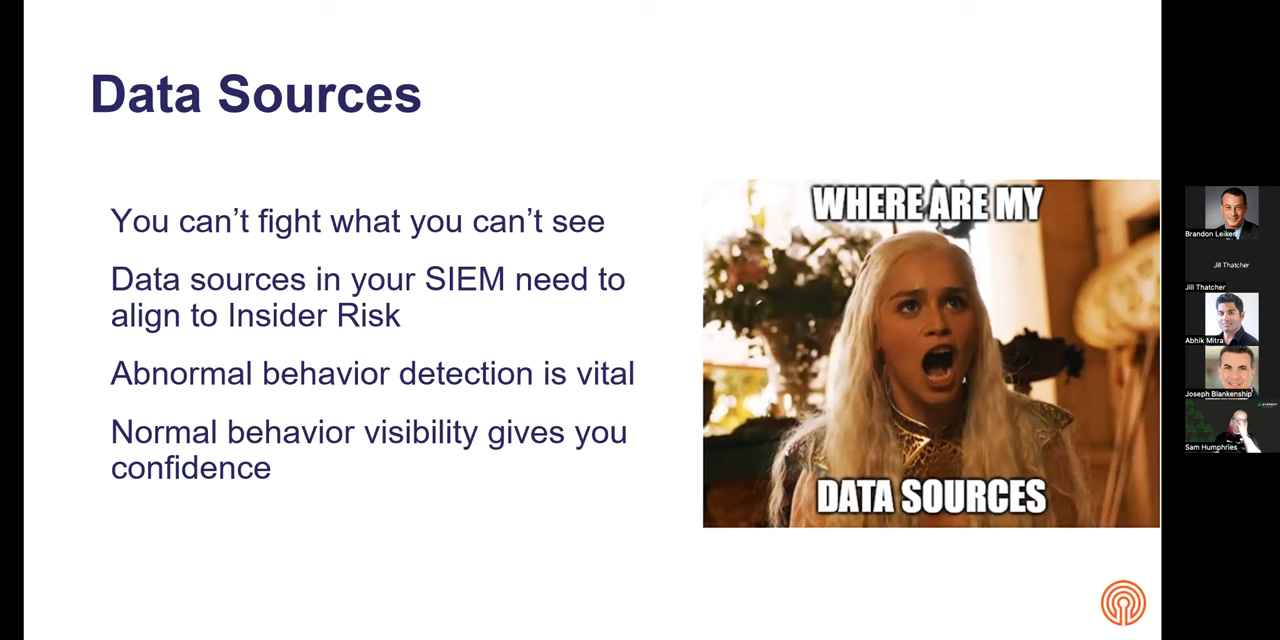 Data Sources
You can't fight what you can't see
Data sources in your SIEM need to
align to Insider Risk
Abnormal behavior detection is vital
Normal behavior visibility gives you
confidence
WHERE ARE MY
DATA SOURCES
Brandon Leiker
Jill Thatcher
Jill Thatcher
Abhik Mitra
Joseph Blankenship
Sam Humphries